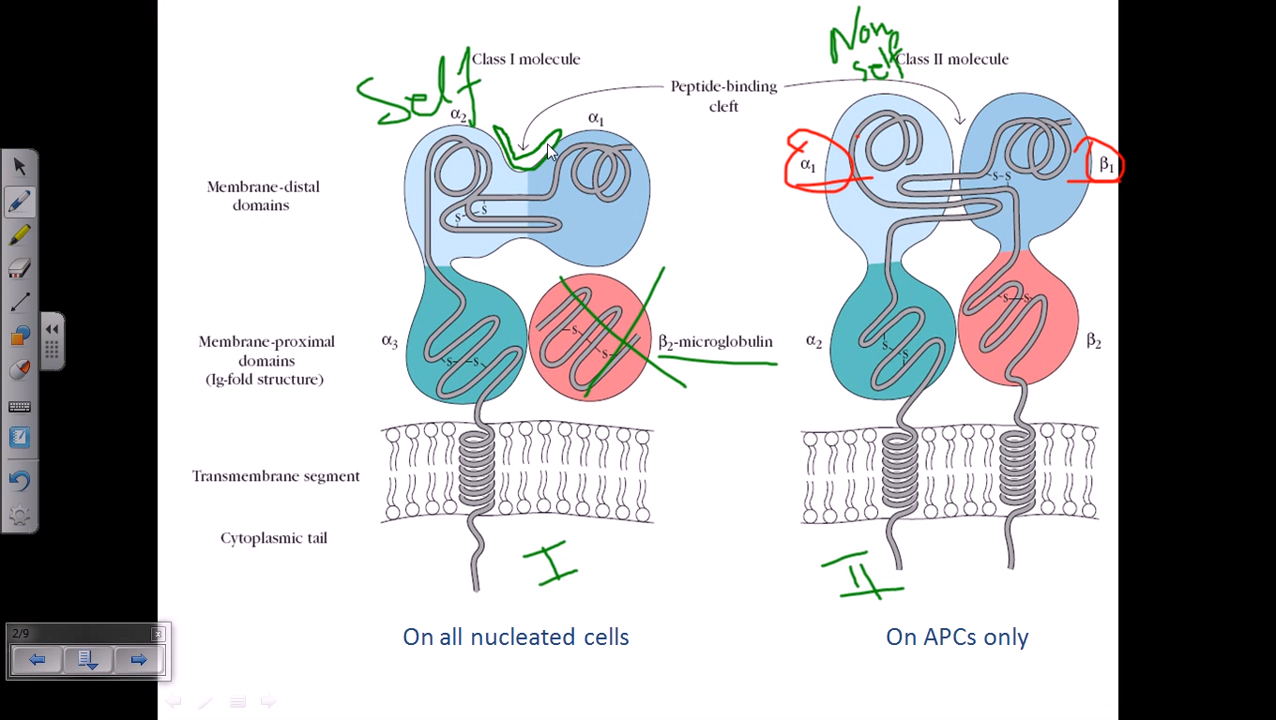 Non
self
Self
Class I molecule
Class II molecule
Peptide-binding
cleft
α2
α1
α1
β1
Membrane-distal
domains
S
S
S-S
Membrane-proximal
domains
(Ig-fold structure)
α3
-S-S-
-S-
-S-
β2-microglobulin
α2
S
S
-S-S-
β2
Transmembrane segment
Cytoplasmic tail
I
II
On all nucleated cells
On APCs only
2/9